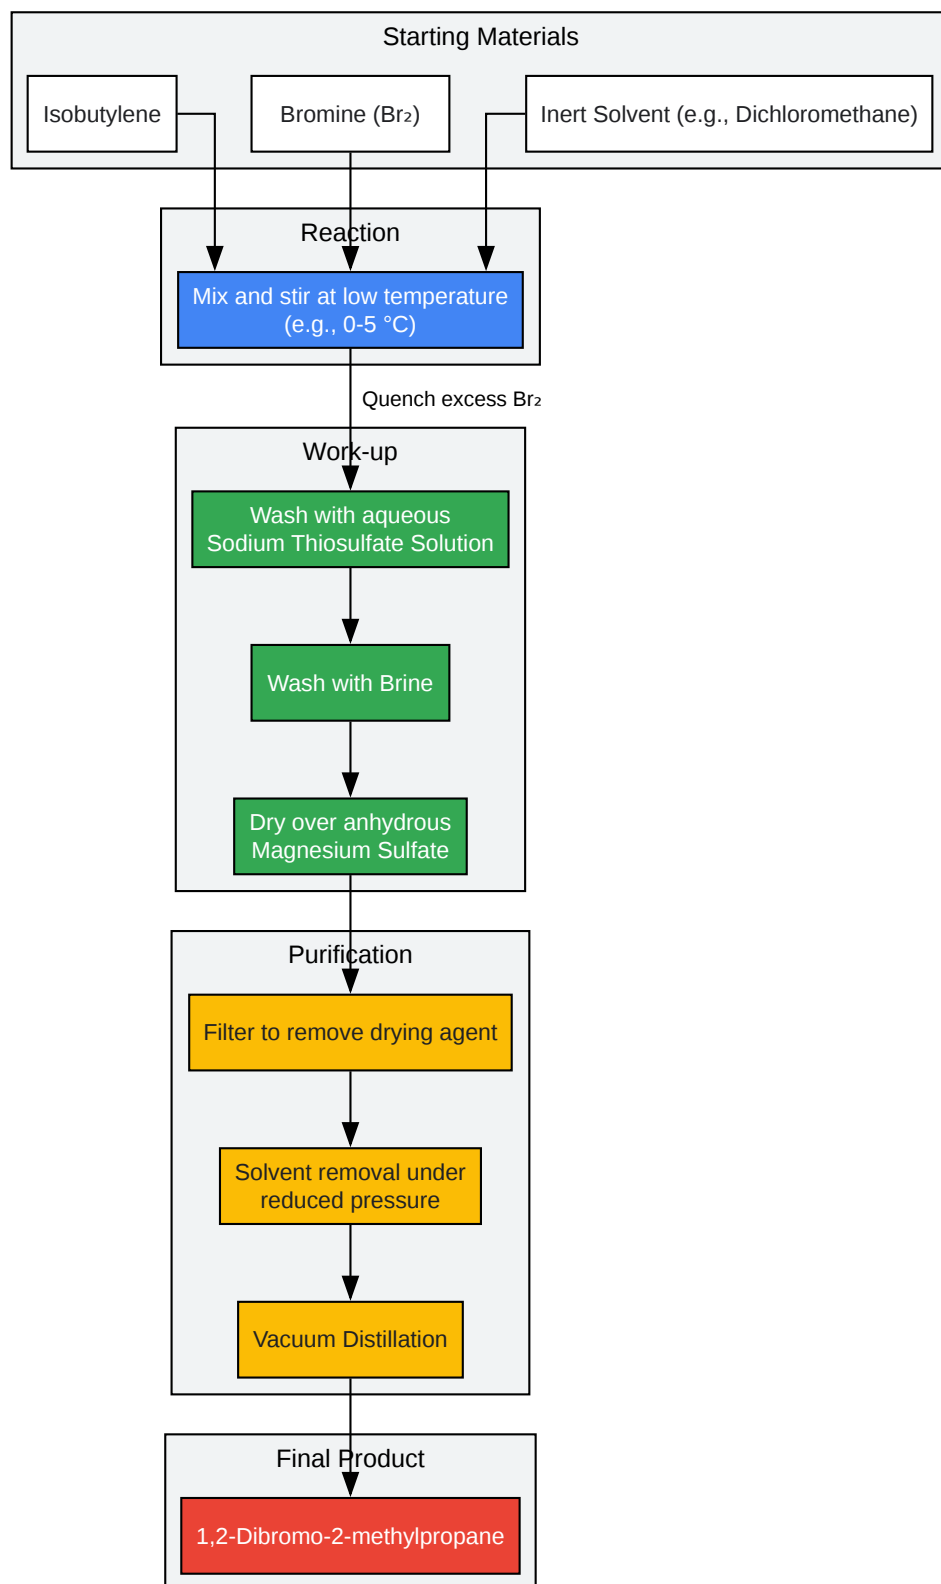 Starting Materials
Isobutylene
Bromine (Br₂)
Inert Solvent (e.g., Dichloromethane)
Reaction
Mix and stir at low temperature
(e.g., 0-5 °C)
Quench excess Br₂
Work-up
Wash with aqueous
Sodium Thiosulfate Solution
Wash with Brine
Dry over anhydrous
Magnesium Sulfate
Purification
Filter to remove drying agent
Solvent removal under
reduced pressure
Vacuum Distillation
Final Product
1,2-Dibromo-2-methylpropane